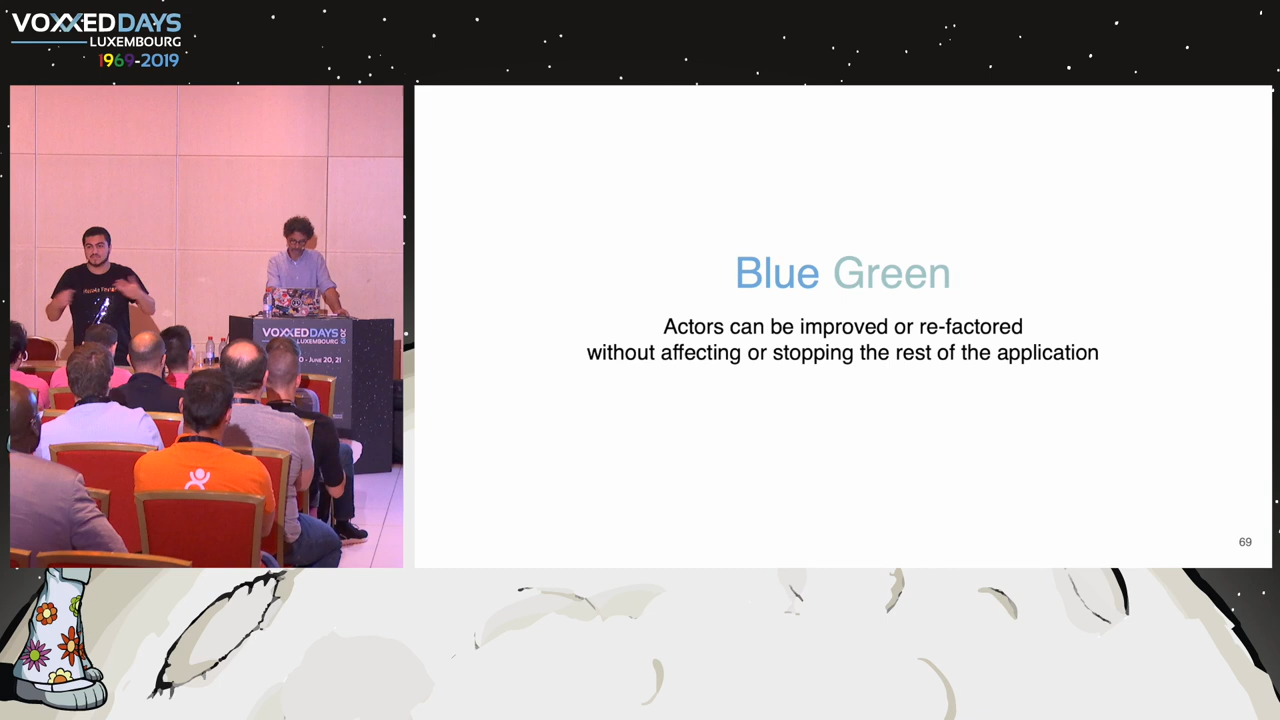 VOXXEDDAYS
LUXEMBOURG
1969-2019
VOXXEDDAYS
LUXEMBOURG
2019
JUNE 20, 21
Blue Green
Actors can be improved or re-factored
without affecting or stopping the rest of the application
69